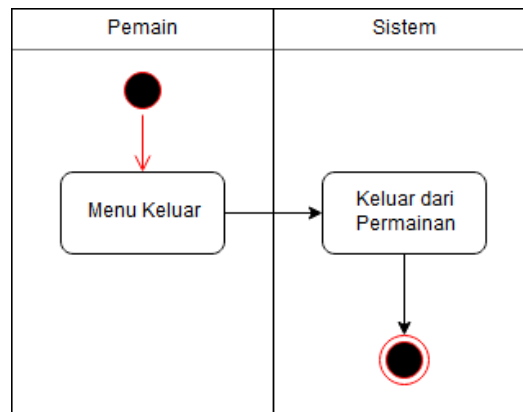 Pemain
Sistem
Menu Keluar
Keluar dari
Permainan